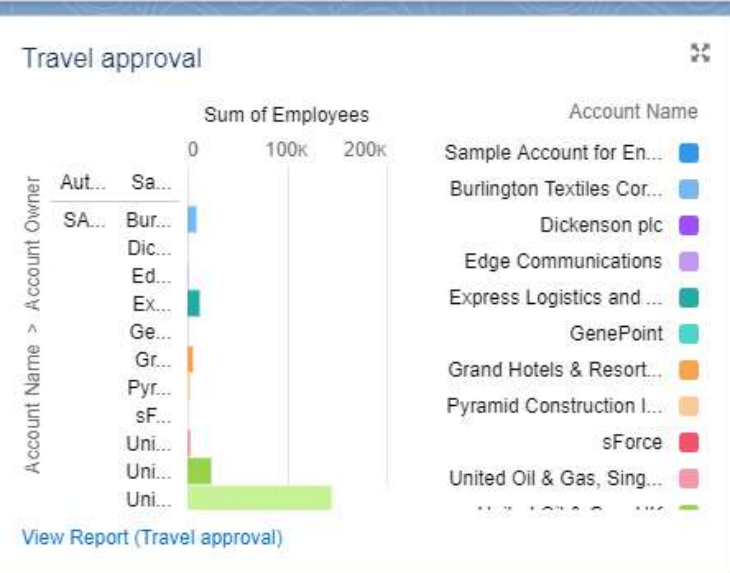 Travel approval
Sum of Employees
0 100K 200K
Account Name > Account Owner
Aut... Sa...
SA... Bur...
Dic...
Ed...
Ex...
Ge...
Gr...
Pyr...
sF...
Uni...
Uni...
Uni...
Account Name
Sample Account for En...
Burlington Textiles Cor...
Dickenson plc
Edge Communications
Express Logistics and ...
GenePoint
Grand Hotels & Resort...
Pyramid Construction I...
sForce
United Oil & Gas, Sing...
View Report (Travel approval)